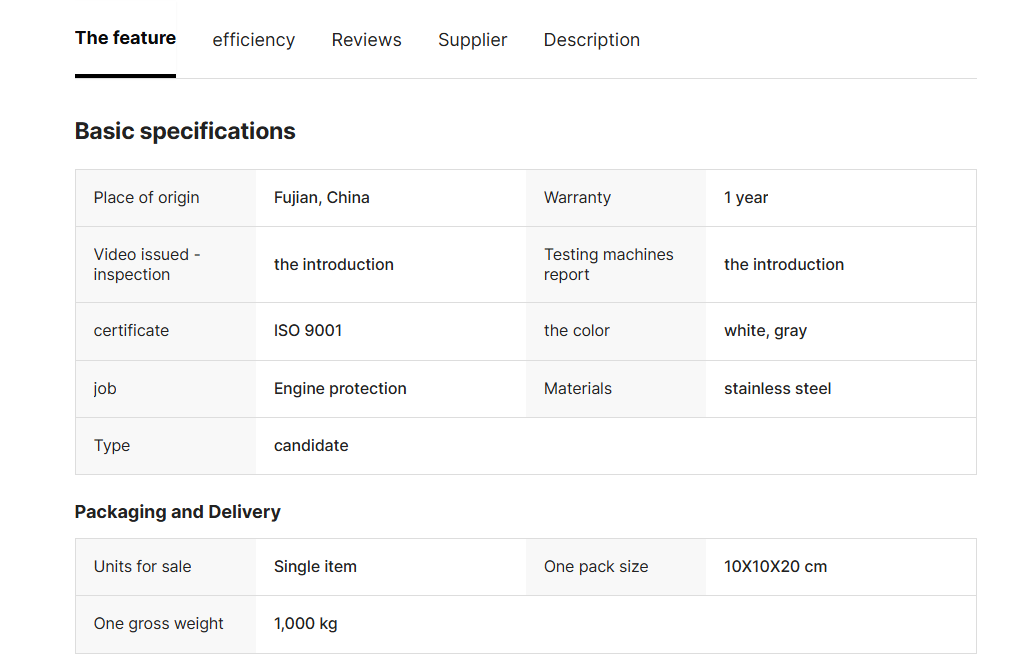 The feature efficiency Reviews Supplier Description
Basic specifications
Place of origin Fujian, China Warranty 1 year
Video issued - inspection the introduction Testing machines report the introduction
certificate ISO 9001 the color white, gray
job Engine protection Materials stainless steel
Type candidate
Packaging and Delivery
Units for sale Single item One pack size 10X10X20 cm
One gross weight 1,000 kg